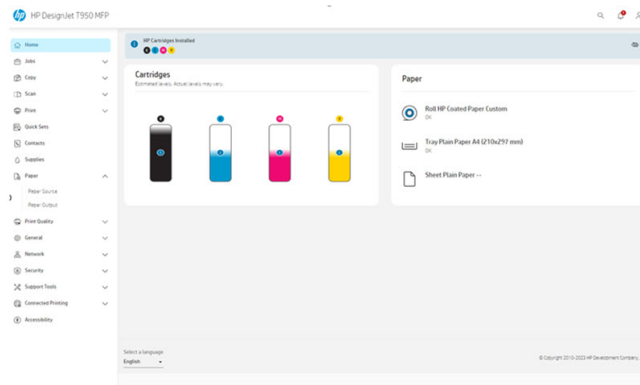 hp HP DesignJet T950 MFP
Home
Jobs
Copy
Scan
Print
Quick Sets
Contacts
Supplies
Paper
Paper Source
Paper Output
Print Quality
General
Network
Security
Support Tools
Connected Printing
Accessibility
HP Cartridges Installed
K C M Y
Cartridges
Estimated levels. Actual levels may vary.
K C M Y
Paper
Roll HP Coated Paper Custom
OK
Tray Plain Paper A4 (210x297 mm)
OK
Sheet Plain Paper --
Select a language
English
© Copyright 2010-2023 HP Development Company,